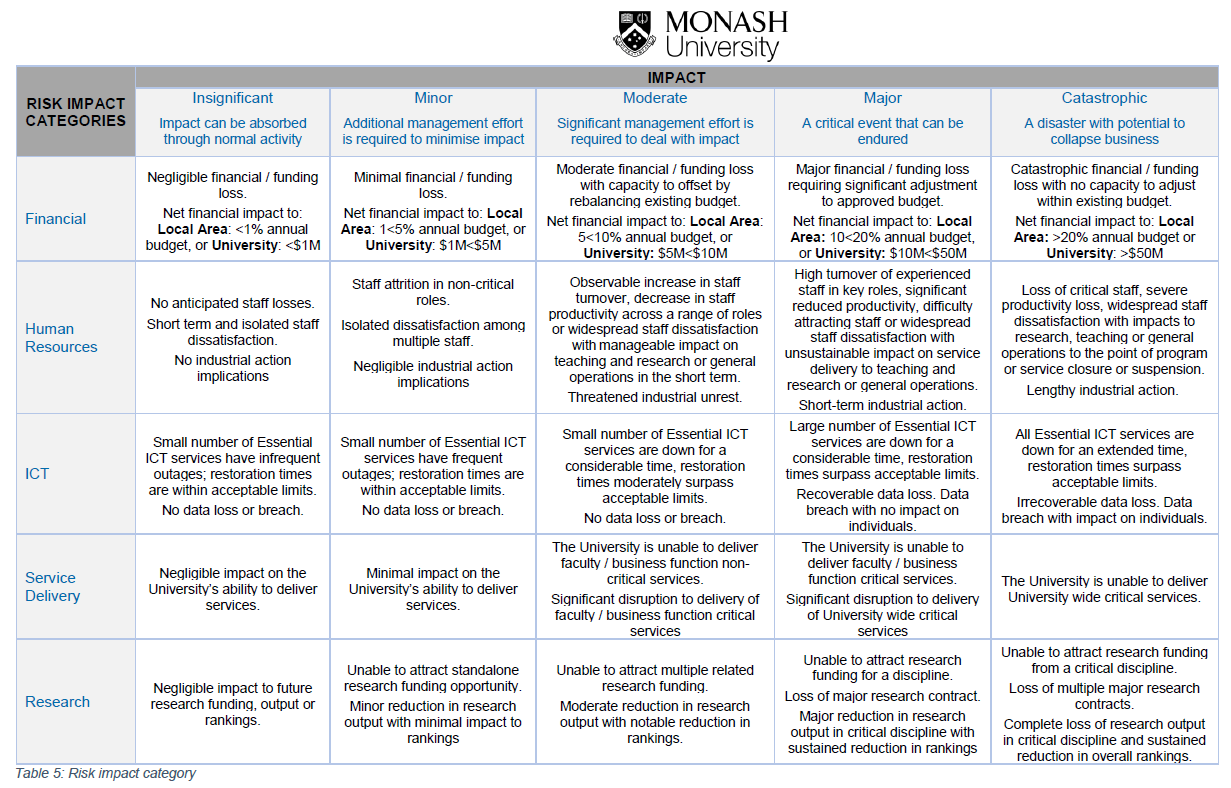 MONASH
University
RISK IMPACT
CATEGORIES
IMPACT
Insignificant
Impact can be absorbed
through normal activity
Minor
Additional management effort
is required to minimise impact
Moderate
Significant management effort is
required to deal with impact
Major
A critical event that can be
endured
Catastrophic
A disaster with potential to
collapse business
Financial
Negligible financial / funding
loss.
Net financial impact to:
Local Area: <1% annual
budget, or University: <$1M
Minimal financial / funding
loss.
Net financial impact to: Local
Area: 1<5% annual budget, or
University: $1M<$5M
Moderate financial / funding loss
with capacity to offset by
rebalancing existing budget.
Net financial impact to: Local Area:
5<10% annual budget, or
University: $5M<$10M
Major financial / funding loss
requiring significant adjustment
to approved budget.
Net financial impact to: Local
Area: 10<20% annual budget,
or University: $10M<$50M
Catastrophic financial / funding
loss with no capacity to adjust
within existing budget.
Net financial impact to: Local
Area: >20% annual budget or
University: >$50M
Human
Resources
No anticipated staff losses.
Short term and isolated staff
dissatisfaction.
No industrial action
implications
Staff attrition in non-critical
roles.
Isolated dissatisfaction among
multiple staff.
Negligible industrial action
implications
Observable increase in staff
turnover, decrease in staff
productivity across a range of roles
or widespread staff dissatisfaction
with manageable impact on
teaching and research or general
operations in the short term.
Threatened industrial unrest.
High turnover of experienced
staff in key roles, significant
reduced productivity, difficulty
attracting staff or widespread
staff dissatisfaction with
unsustainable impact on service
delivery to teaching and
research or general operations.
Short-term industrial action.
Loss of critical staff, severe
productivity loss, widespread staff
dissatisfaction with impacts to
research, teaching or general
operations to the point of program
or service closure or suspension.
Lengthy industrial action.
ICT
Small number of Essential
ICT services have infrequent
outages; restoration times
are within acceptable limits.
No data loss or breach.
Small number of Essential ICT
services have frequent
outages; restoration times are
within acceptable limits.
No data loss or breach.
Small number of Essential ICT
services are down for a
considerable time, restoration
times moderately surpass
acceptable limits.
No data loss or breach.
Large number of Essential ICT
services are down for a
considerable time, restoration
times surpass acceptable limits.
Recoverable data loss. Data
breach with no impact on
individuals.
All Essential ICT services are
down for an extended time,
restoration times surpass
acceptable limits.
Irrecoverable data loss. Data
breach with impact on individuals.
Service
Delivery
Negligible impact on the
University's ability to deliver
services.
Minimal impact on the
University's ability to deliver
services.
The University is unable to deliver
faculty / business function non-
critical services.
Significant disruption to delivery of
faculty / business function critical
services
The University is unable to
deliver faculty / business
function critical services.
Significant disruption to delivery
of University wide critical
services
The University is unable to deliver
University wide critical services.
Research
Negligible impact to future
research funding, output or
rankings.
Unable to attract standalone
research funding opportunity.
Minor reduction in research
output with minimal impact to
rankings
Unable to attract multiple related
research funding.
Moderate reduction in research
output with notable reduction in
rankings.
Unable to attract research
funding for a discipline.
Loss of major research contract.
Major reduction in research
output in critical discipline with
sustained reduction in rankings
Unable to attract research funding
from a critical discipline.
Loss of multiple major research
contracts.
Complete loss of research output
in critical discipline and sustained
reduction in overall rankings.
Table 5: Risk impact category